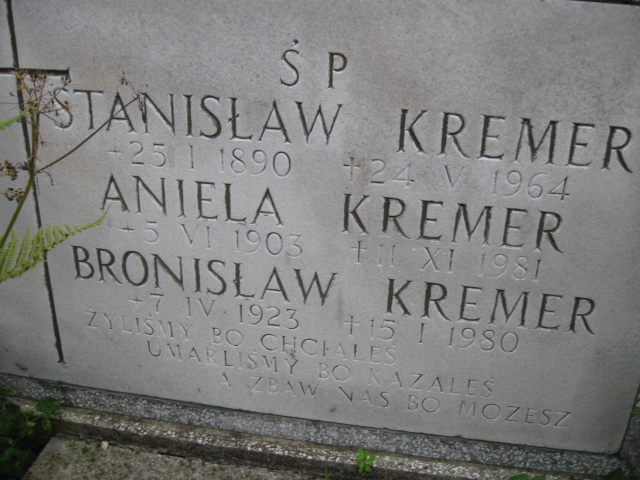 Ś P
STANISŁAW KREMER
+25 I 1890 +24 V 1964
ANIELA KREMER
+5 VI 1903 +11 XI 1981
BRONISŁAW KREMER
+7 IV 1923 +15 I 1980
ŻYLIŚMY BO CHCIAŁEŚ
UMARLIŚMY BO KAZAŁEŚ
A ZBAW NAS BO MOŻESZ